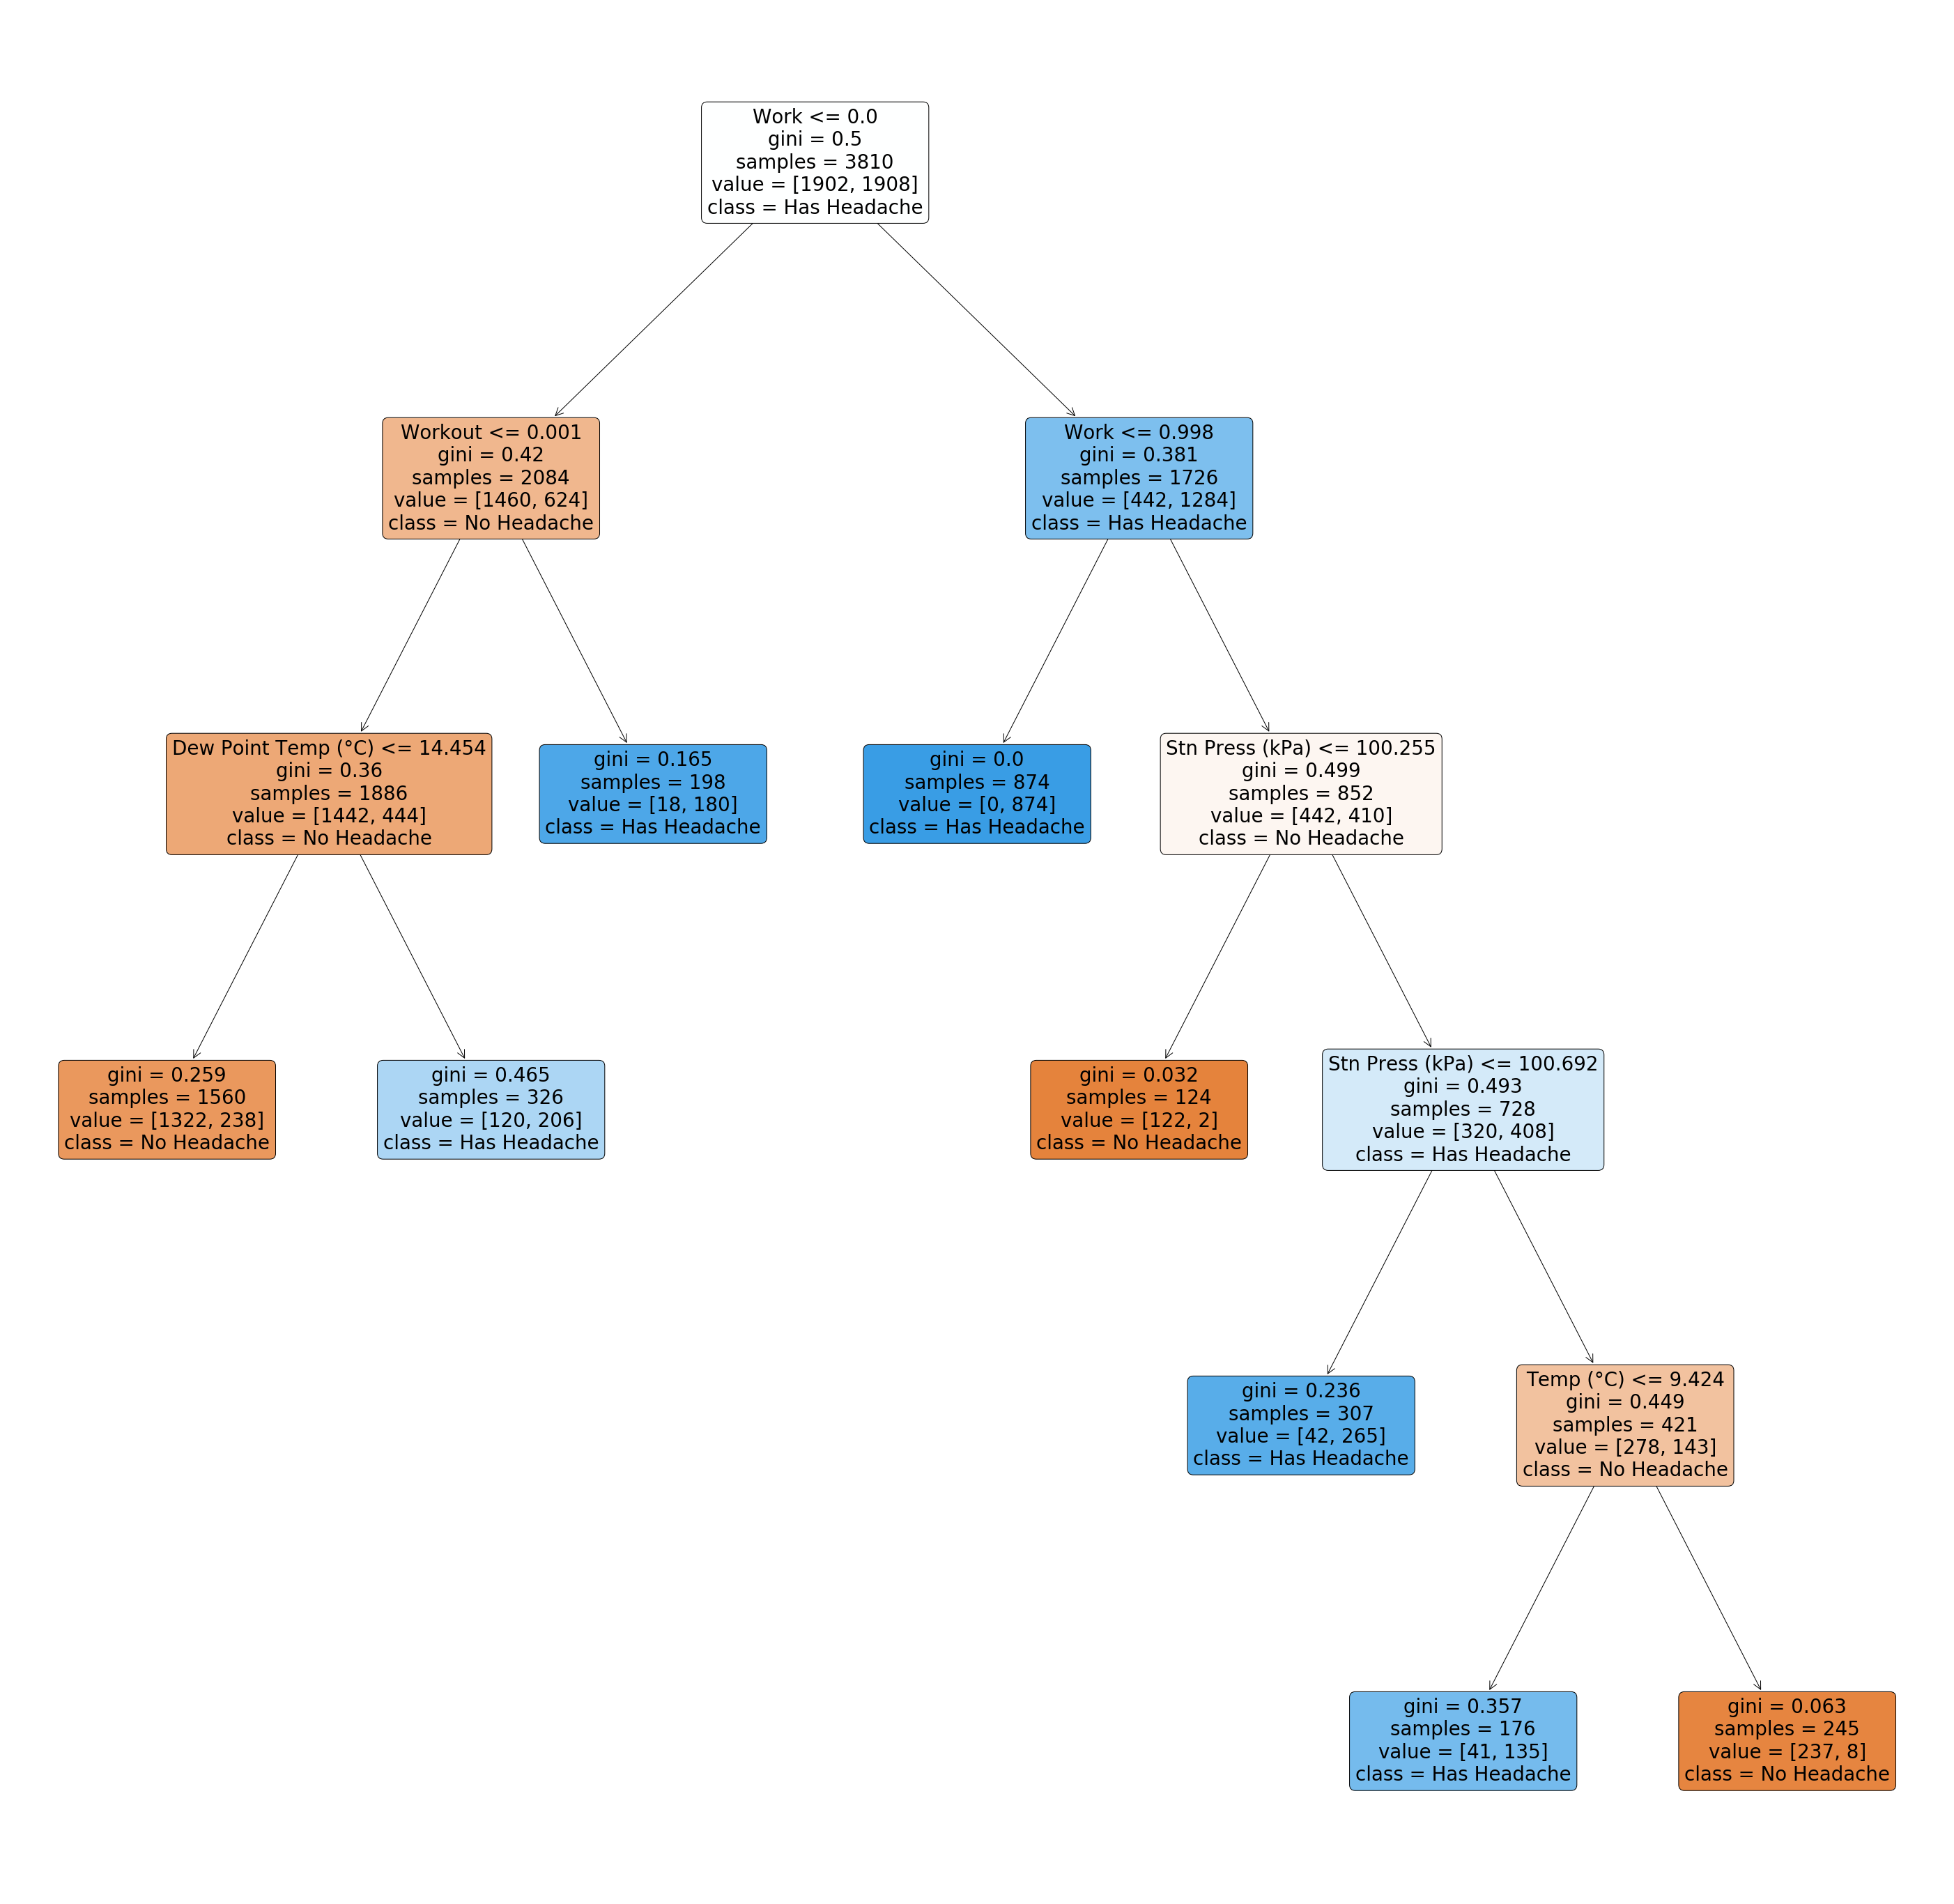 Work <= 0.0
gini = 0.5
samples = 3810
value = [1902, 1908]
class = Has Headache
Workout <= 0.001
gini = 0.42
samples = 2084
value = [1460, 624]
class = No Headache
Work <= 0.998
gini = 0.381
samples = 1726
value = [442, 1284]
class = Has Headache
Dew Point Temp (°C) <= 14.454
gini = 0.36
samples = 1886
value = [1442, 444]
class = No Headache
gini = 0.165
samples = 198
value = [18, 180]
class = Has Headache
gini = 0.0
samples = 874
value = [0, 874]
class = Has Headache
Stn Press (kPa) <= 100.255
gini = 0.499
samples = 852
value = [442, 410]
class = No Headache
gini = 0.259
samples = 1560
value = [1322, 238]
class = No Headache
gini = 0.465
samples = 326
value = [120, 206]
class = Has Headache
gini = 0.032
samples = 124
value = [122, 2]
class = No Headache
Stn Press (kPa) <= 100.692
gini = 0.493
samples = 728
value = [320, 408]
class = Has Headache
gini = 0.236
samples = 307
value = [42, 265]
class = Has Headache
Temp (°C) <= 9.424
gini = 0.449
samples = 421
value = [278, 143]
class = No Headache
gini = 0.357
samples = 176
value = [41, 135]
class = Has Headache
gini = 0.063
samples = 245
value = [237, 8]
class = No Headache